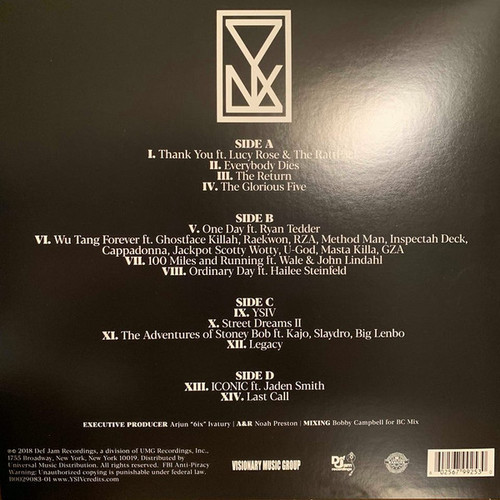 SIDE A
I. Thank You ft. Lucy Rose & The
II. Everybody Dies
III. The Return
IV. The Glorious Five
SIDE B
V. One Day ft. Ryan Tedder
VI. Wu Tang Forever ft. Ghostface Killah, Raekwon, RZA, Method Man, Inspectah Deck,
Cappadonna, Jackpot Scotty Wotty, U-God, Masta Killa, GZA
VII. 100 Miles and Running ft. Wale & John Lindahl
VIII. Ordinary Day ft. Hailee Steinfeld
SIDE C
IX. YSIV
X. Street Dreams II
XI. The Adventures of Stoney Bob ft. Kajo, Slaydro, Big Lenbo
XII. Legacy
SIDE D
XIII. ICONIC ft. Jaden Smith
XIV. Last Call
EXECUTIVE PRODUCER Arjun "6ix" Ivatury | A&R Noah Preston | MIXING Bobby Campbell for BC Mix
℗© 2018 Def Jam Recordings, a division of UMG Recordings, Inc.,
1755 Broadway, New York, New York 10019. Distributed by
Universal Music Distribution. All rights reserved. FBI Anti-Piracy
Warning: Unauthorized copying is punishable under federal law.
B0029083-01 www.YSIVcredits.com
VISIONARY MUSIC GROUP
Def Jam